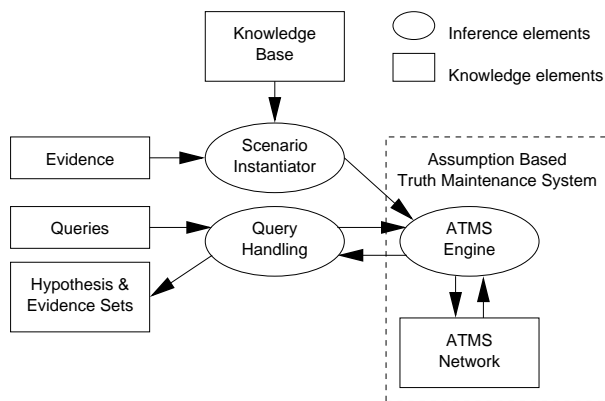 Knowledge
Base
Inference elements
Knowledge elements
Evidence
Scenario
Instantiator
Assumption Based
Truth Maintenance System
Queries
Query
Handling
ATMS
Engine
Hypothesis &
Evidence Sets
ATMS
Network